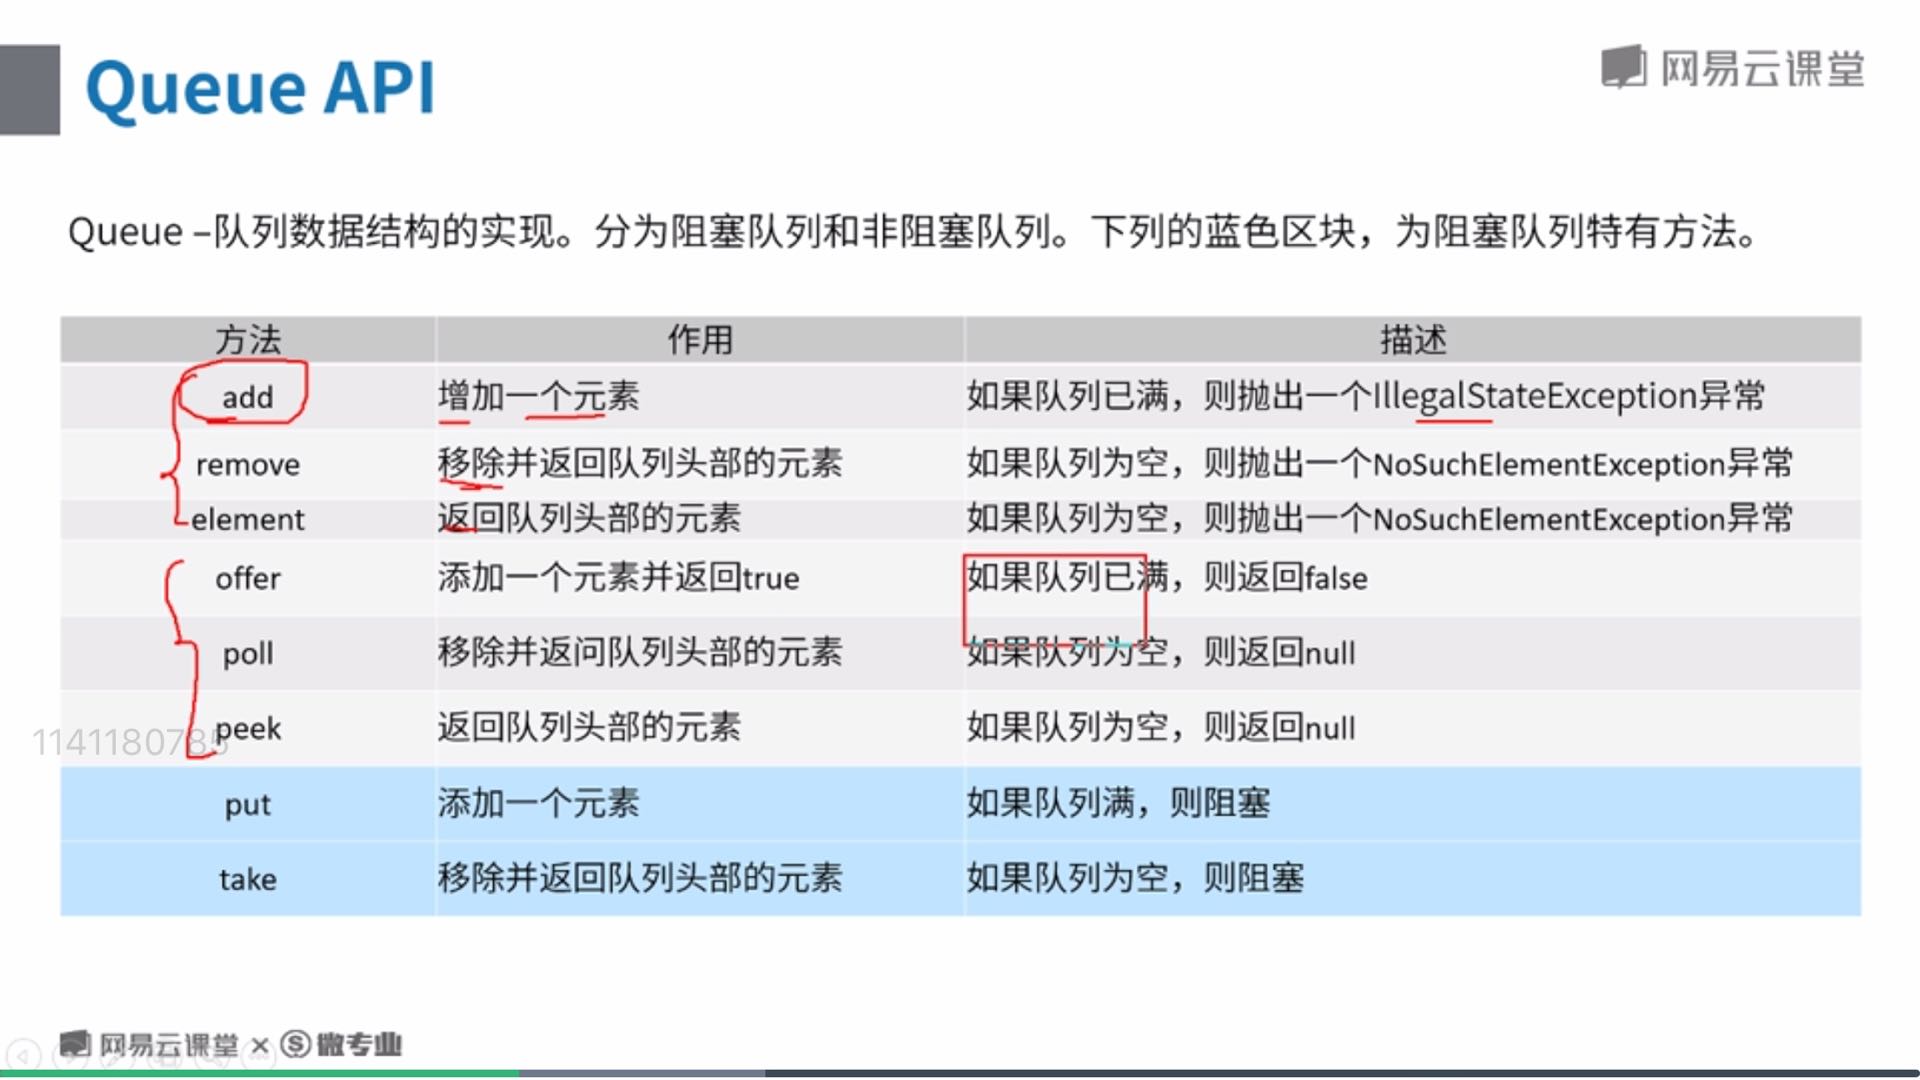 Queue API
网易云课堂
Queue –队列数据结构的实现。分为阻塞队列和非阻塞队列。下列的蓝色区块，为阻塞队列特有方法。
方法 作用 描述
add 增加一个元素 如果队列已满，则抛出一个IllegalStateException异常
remove 移除并返回队列头部的元素 如果队列为空，则抛出一个NoSuchElementException异常
element 返回队列头部的元素 如果队列为空，则抛出一个NoSuchElementException异常
offer 添加一个元素并返回true 如果队列已满，则返回false
poll 移除并返问队列头部的元素 如果队列为空，则返回null
peek 返回队列头部的元素 如果队列为空，则返回null
1141180785
put 添加一个元素 如果队列满，则阻塞
take 移除并返回队列头部的元素 如果队列为空，则阻塞
网易云课堂 × 微专业